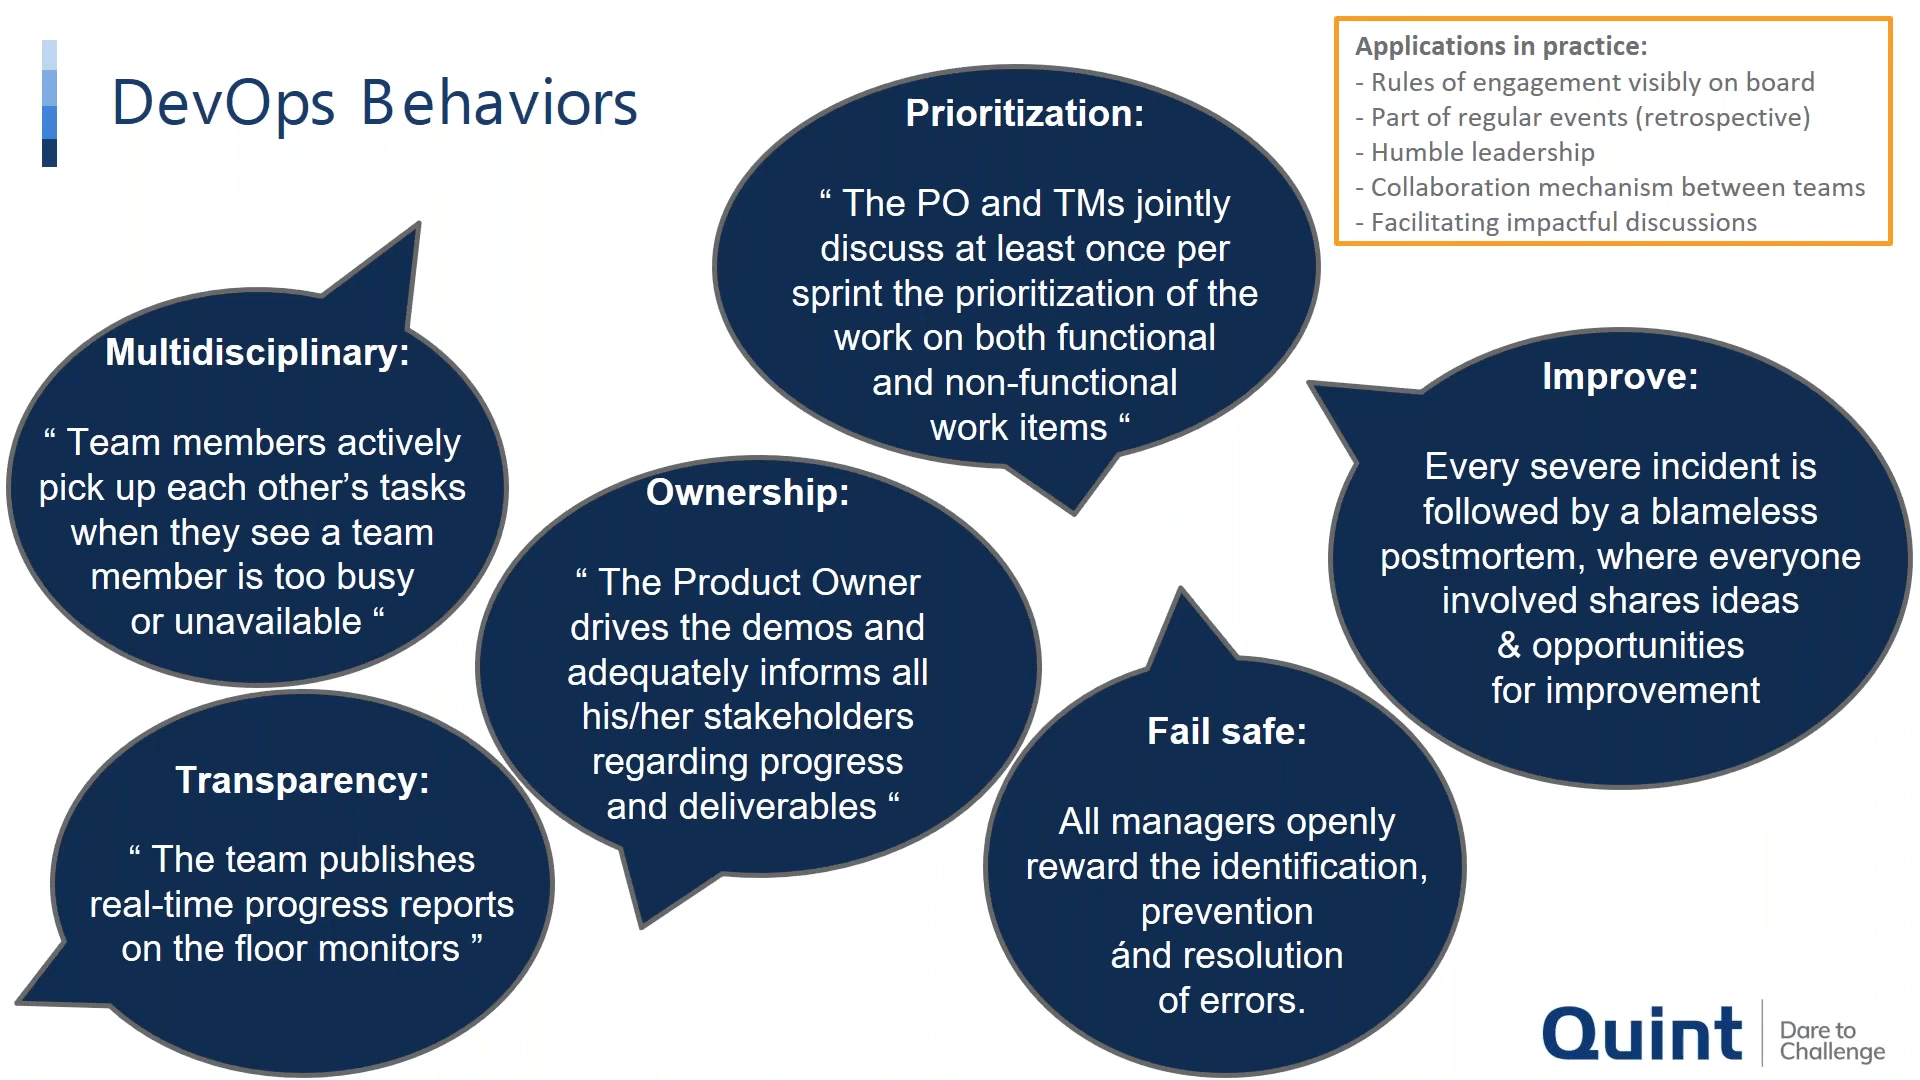 DevOps Behaviors
Applications in practice:
- Rules of engagement visibly on board
- Part of regular events (retrospective)
- Humble leadership
- Collaboration mechanism between teams
- Facilitating impactful discussions
Prioritization:
“ The PO and TMs jointly
discuss at least once per
sprint the prioritization of the
work on both functional
and non-functional
work items “
Multidisciplinary:
“ Team members actively
pick up each other’s tasks
when they see a team
member is too busy
or unavailable “
Improve:
Every severe incident is
followed by a blameless
postmortem, where everyone
involved shares ideas
& opportunities
for improvement
Ownership:
“ The Product Owner
drives the demos and
adequately informs all
his/her stakeholders
regarding progress
and deliverables “
Transparency:
“ The team publishes
real-time progress reports
on the floor monitors ”
Fail safe:
All managers openly
reward the identification,
prevention
ánd resolution
of errors.
Quint
Dare to
Challenge